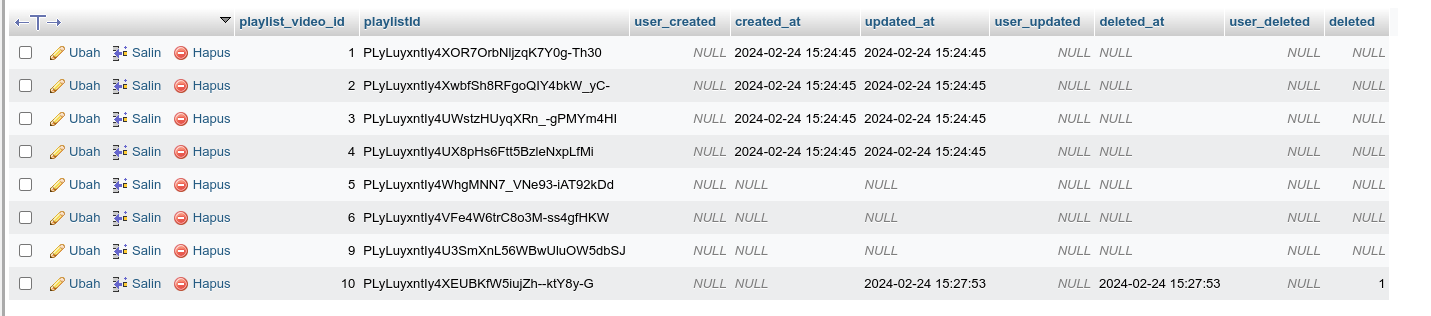 playlist_video_id playlistId user_created created_at updated_at user_updated deleted_at user_deleted deleted
Ubah Salin Hapus 1 PLyLuyxntIy4XOR7OrbNIjzqK7Y0g-Th30 NULL 2024-02-24 15:24:45 2024-02-24 15:24:45 NULL NULL NULL NULL
Ubah Salin Hapus 2 PLyLuyxntIy4XwbfSh8RFgoQIY4bkW_yC- NULL 2024-02-24 15:24:45 2024-02-24 15:24:45 NULL NULL NULL NULL
Ubah Salin Hapus 3 PLyLuyxntIy4UWstzHUyqXRn_-gPMYm4HI NULL 2024-02-24 15:24:45 2024-02-24 15:24:45 NULL NULL NULL NULL
Ubah Salin Hapus 4 PLyLuyxntIy4UX8pHs6Ftt5BzleNxpLfMi NULL 2024-02-24 15:24:45 2024-02-24 15:24:45 NULL NULL NULL NULL
Ubah Salin Hapus 5 PLyLuyxntIy4WhgMNN7_VNe93-iAT92kDd NULL NULL NULL NULL NULL NULL NULL
Ubah Salin Hapus 6 PLyLuyxntIy4VFe4W6trC8o3M-ss4gfHKW NULL NULL NULL NULL NULL NULL NULL
Ubah Salin Hapus 9 PLyLuyxntIy4U3SmXnL56WBwUluOW5dbSJ NULL NULL NULL NULL NULL NULL NULL
Ubah Salin Hapus 10 PLyLuyxntIy4XEUBKfW5iujZh--ktY8y-G NULL NULL 2024-02-24 15:27:53 NULL 2024-02-24 15:27:53 NULL 1